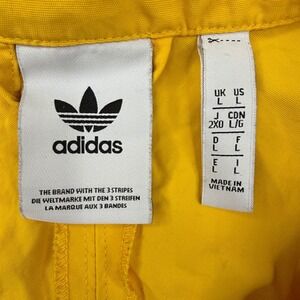 adidas
THE BRAND WITH THE 3 STRIPES
DIE WELTMARKE MIT DEN 3 STREIFEN
LA MARQUE AUX 3 BANDES
UK US
L L
J CDN
2XO L/G
D F
L L
E I
L L
MADE IN
VIETNAM